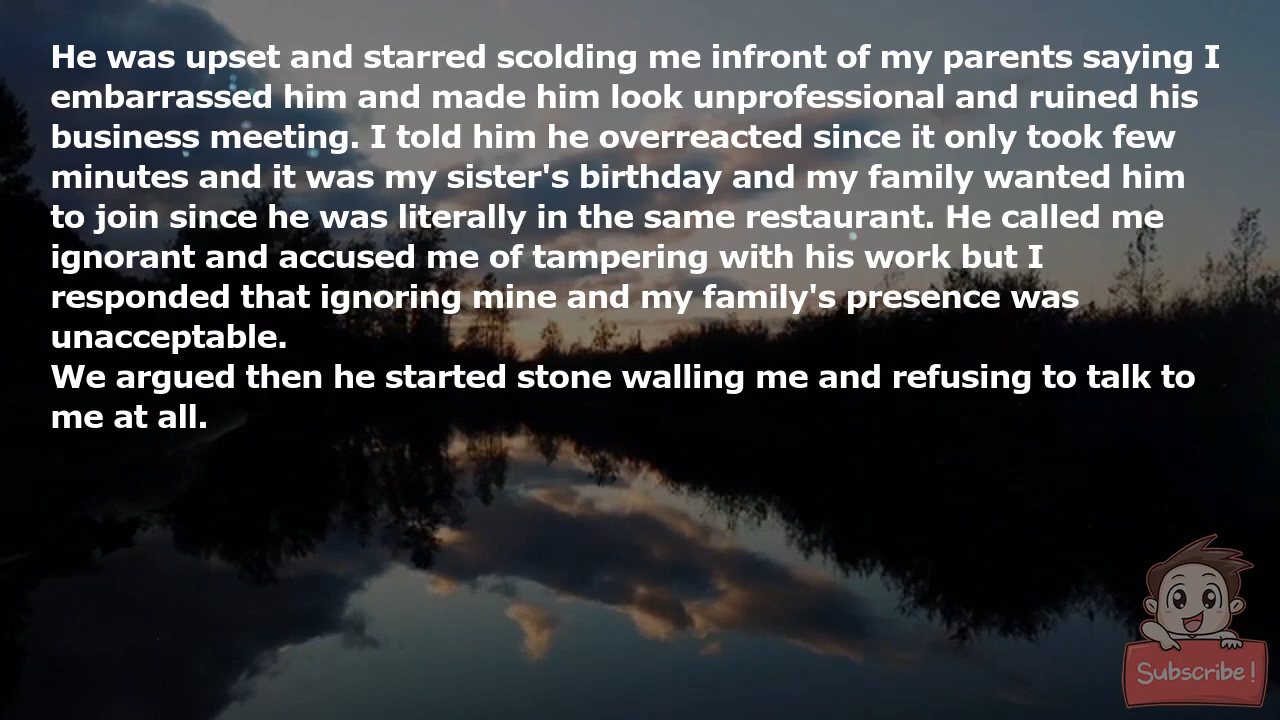 He was upset and starred scolding me infront of my parents saying I
embarrassed him and made him look unprofessional and ruined his
business meeting. I told him he overreacted since it only took few
minutes and it was my sister's birthday and my family wanted him
to join since he was literally in the same restaurant. He called me
ignorant and accused me of tampering with his work but I
responded that ignoring mine and my family's presence was
unacceptable.
We argued then he started stone walling me and refusing to talk to
me at all.
Subscribe!